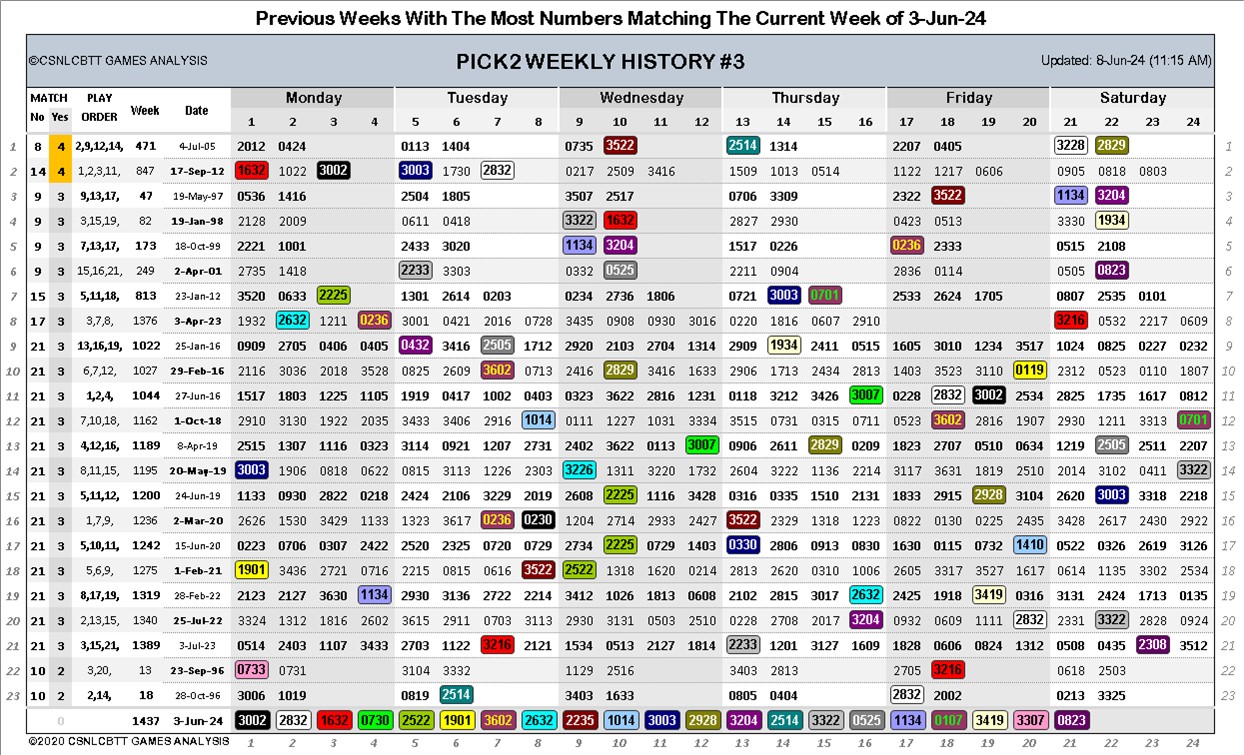 Previous Weeks With The Most Numbers Matching The Current Week of 3-Jun-24
©CSNLCBTT GAMES ANALYSIS PICK2 WEEKLY HISTORY #3 Updated: 8-Jun-24 (11:15 AM)
MATCH PLAY Week Date Monday Tuesday Wednesday Thursday Friday Saturday
No Yes ORDER 1 2 3 4 5 6 7 8 9 10 11 12 13 14 15 16 17 18 19 20 21 22 23 24
1 8 4 2,9,12,14, 471 4-Jul-05 2012 0424 0113 1404 0735 3522 2514 1314 2207 0405 3228 2829 1
2 14 4 1,2,3,11, 847 17-Sep-12 1632 1022 3002 3003 1730 2832 0217 2509 3416 1509 1013 0514 1122 1217 0606 0905 0818 0803 2
3 9 3 9,13,17, 47 19-May-97 0536 1416 2504 1805 3507 2517 0706 3309 2322 3522 1134 3204 3
4 9 3 3,15,19, 82 19-Jan-98 2128 2009 0611 0418 3322 1632 2827 2930 0423 0513 3330 1934 4
5 9 3 7,13,17, 173 18-Oct-99 2221 1001 2433 3020 1134 3204 1517 0226 0236 2333 0515 2108 5
6 9 3 15,16,21, 249 2-Apr-01 2735 1418 2233 3303 0332 0525 2211 0904 2836 0114 0505 0823 6
7 15 3 5,11,18, 813 23-Jan-12 3520 0633 2225 1301 2614 0203 0234 2736 1806 0721 3003 0701 2533 2624 1705 0807 2535 0101 7
8 17 3 3,7,8, 1376 3-Apr-23 1932 2632 1211 0236 3001 0421 2016 0728 3435 0908 0930 3016 0220 1816 0607 2910 3216 0532 2217 0609 8
9 21 3 13,16,19, 1022 25-Jan-16 0909 2705 0406 0405 0432 3416 2505 1712 2920 2103 2704 1314 2909 1934 2411 0515 1605 3010 1234 3517 1024 0825 0227 0232 9
10 21 3 6,7,12, 1027 29-Feb-16 2116 3036 2018 3528 0825 2609 3602 0713 2416 2829 3416 1633 2906 1713 2434 2813 1403 3523 3110 0119 2312 0523 0110 1807 10
11 21 3 1,2,4, 1044 27-Jun-16 1517 1803 1225 1105 1919 0417 1002 0403 0323 3622 2816 1231 0118 3212 3426 3007 0228 2832 3002 2534 2825 1735 1617 0812 11
12 21 3 7,10,18, 1162 1-Oct-18 2910 3130 1922 2035 3433 3406 2918 1014 0111 1227 1031 3334 3515 0731 0315 0711 0523 3602 2816 1907 2930 1211 3313 0701 12
13 21 3 4,12,16, 1189 8-Apr-19 2515 1307 1116 0323 3114 0921 1207 2731 2402 3622 0113 3007 0906 2611 2829 0209 1823 2707 0510 0634 1219 2505 2511 2207 13
14 21 3 8,11,15, 1195 20-May-19 3003 1906 0818 0622 0815 3113 1226 2303 3226 1311 3220 1732 2604 3222 1136 2214 3117 3631 1819 2510 2014 3102 0411 3322 14
15 21 3 5,11,12, 1200 24-Jun-19 1133 0930 2822 0218 2424 2106 3229 2019 2608 2225 1116 3428 0316 0335 1510 2131 1833 2915 2928 3104 2620 3003 3318 2218 15
16 21 3 1,7,9, 1236 2-Mar-20 2626 1530 3429 1133 1323 3617 0236 0230 1204 2714 2933 2427 3522 2329 1318 1223 0822 0130 0225 2435 3428 2617 2430 2922 16
17 21 3 5,10,11, 1242 15-Jun-20 0223 0706 0307 2422 2520 2325 0720 0729 2734 2225 0729 1403 0330 2806 0913 0830 1630 0115 0732 1410 0522 0326 2619 3126 17
18 21 3 5,6,9, 1275 1-Feb-21 1901 3436 2721 0716 2215 0815 1616 3522 2522 1318 1620 0214 2813 2620 0310 1006 2605 3317 3527 1617 0614 1135 3302 2534 18
19 21 3 8,17,19, 1319 28-Feb-22 2123 2127 3630 1134 2930 3136 2722 2214 3412 1026 1813 0608 2102 2815 3017 2632 2425 1918 3419 0316 3131 2424 1713 0135 19
20 21 3 2,13,15, 1340 25-Jul-22 3324 1312 1816 2602 3615 2911 0703 3113 2930 3131 0503 2510 0228 2708 2017 3204 0932 0609 1111 2832 2231 3322 2828 0924 20
21 21 3 3,15,21, 1389 3-Jul-23 0514 2403 1107 3433 2703 1122 3216 2121 1534 0513 2127 1814 2233 1201 3127 1609 1828 0606 0824 1312 0508 0435 2308 3512 21
22 10 2 3,20, 13 23-Sep-96 0733 0731 3104 3332 1129 2516 3403 2813 2705 3216 0618 2503 22
23 10 2 2,14, 18 28-Oct-96 3006 1019 0819 2514 3403 1633 0805 0404 2832 2002 0213 3325 23
0 1437 3-Jun-24 3002 2832 1632 0730 2522 1901 3602 2632 2235 1014 3003 2928 3204 2514 3322 0525 1134 0107 3419 3307 0823
©2020 CSNLCBTT GAMES ANALYSIS 1 2 3 4 5 6 7 8 9 10 11 12 13 14 15 16 17 18 19 20 21 22 23 24